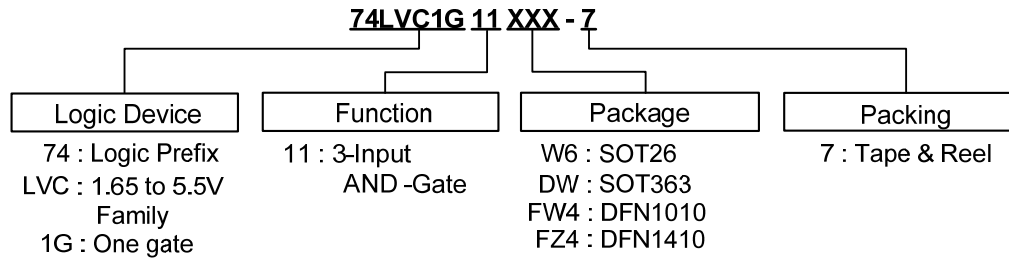 74LVC1G 11 XXX - 7
Logic Device
74 : Logic Prefix
LVC : 1.65 to 5.5V
Family
1G : One gate
Function
11 : 3-Input
AND -Gate
Package
W6 : SOT26
DW : SOT363
FW4 : DFN1010
FZ4 : DFN1410
Packing
7 : Tape & Reel